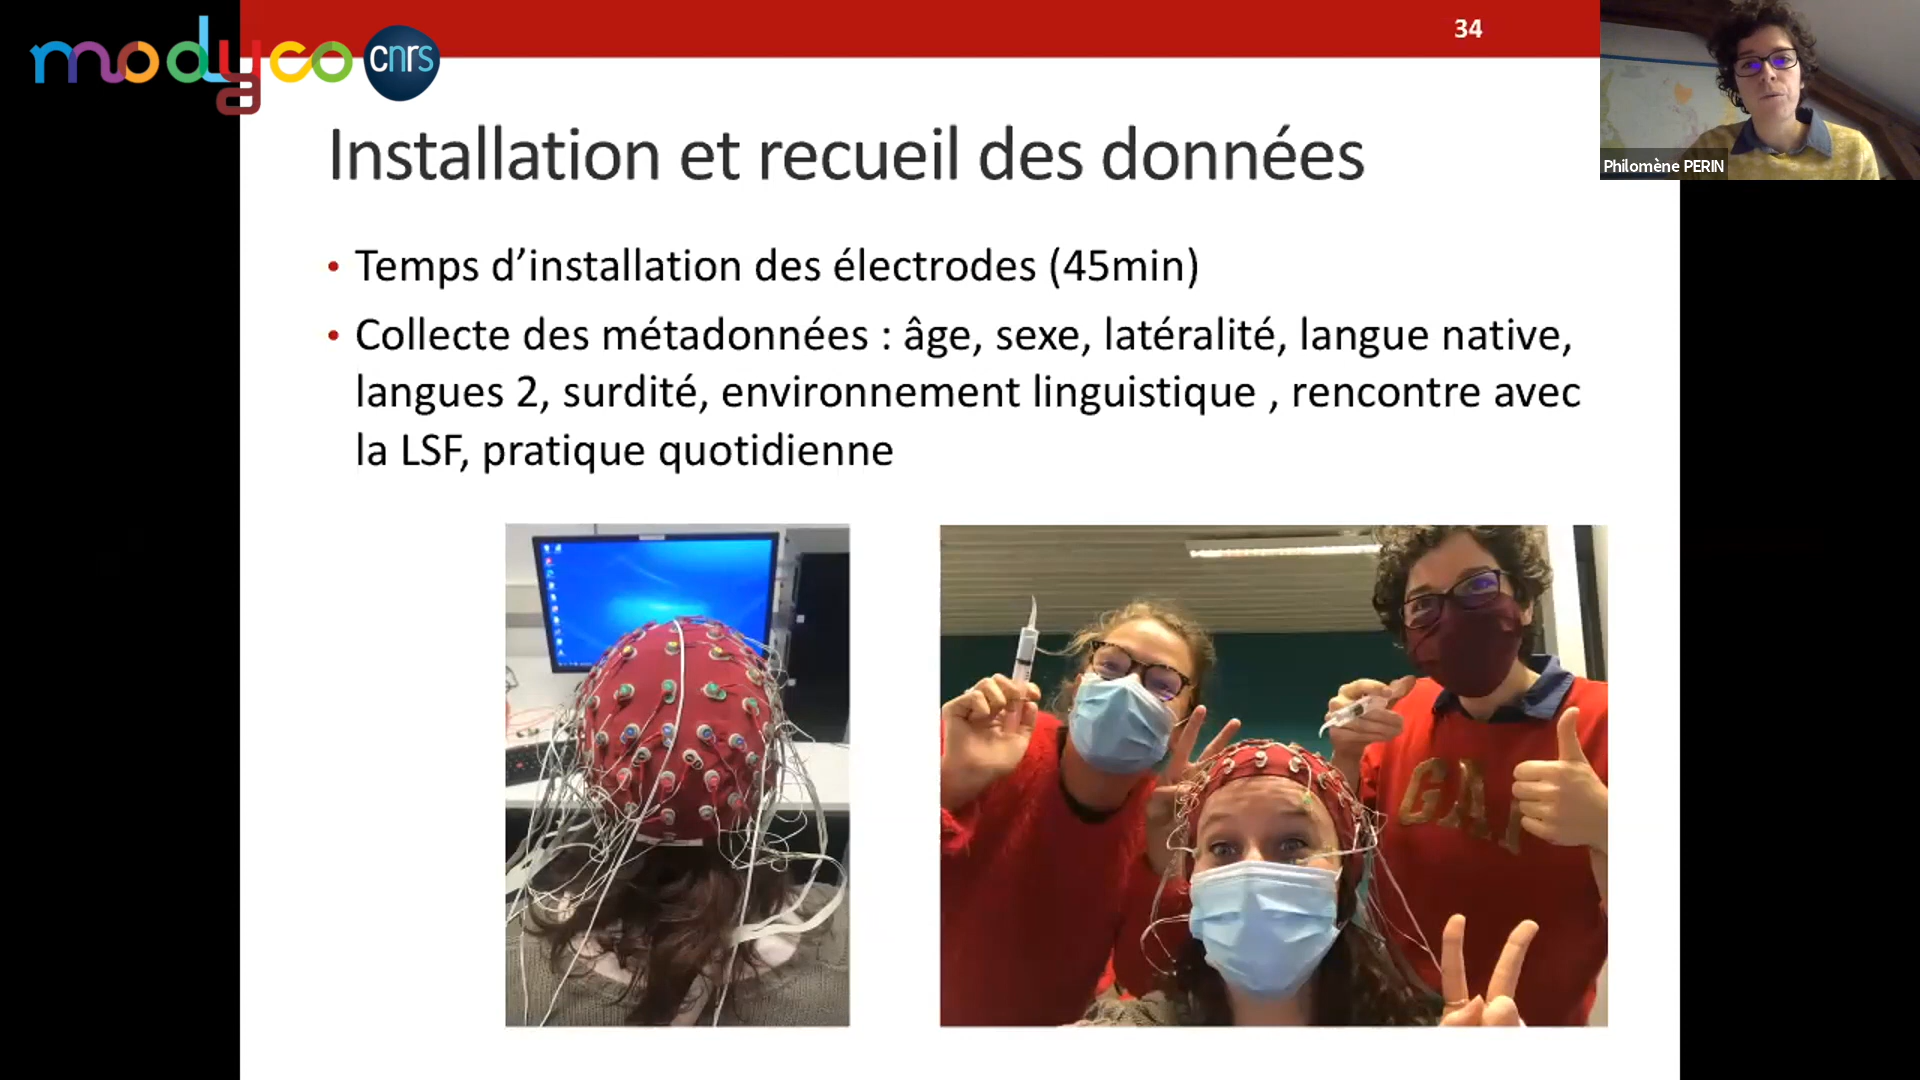 modyco cnrs
34
Philomène PERIN
Installation et recueil des données
• Temps d’installation des électrodes (45min)
• Collecte des métadonnées : âge, sexe, latéralité, langue native,
langues 2, surdité, environnement linguistique , rencontre avec
la LSF, pratique quotidienne
GAP